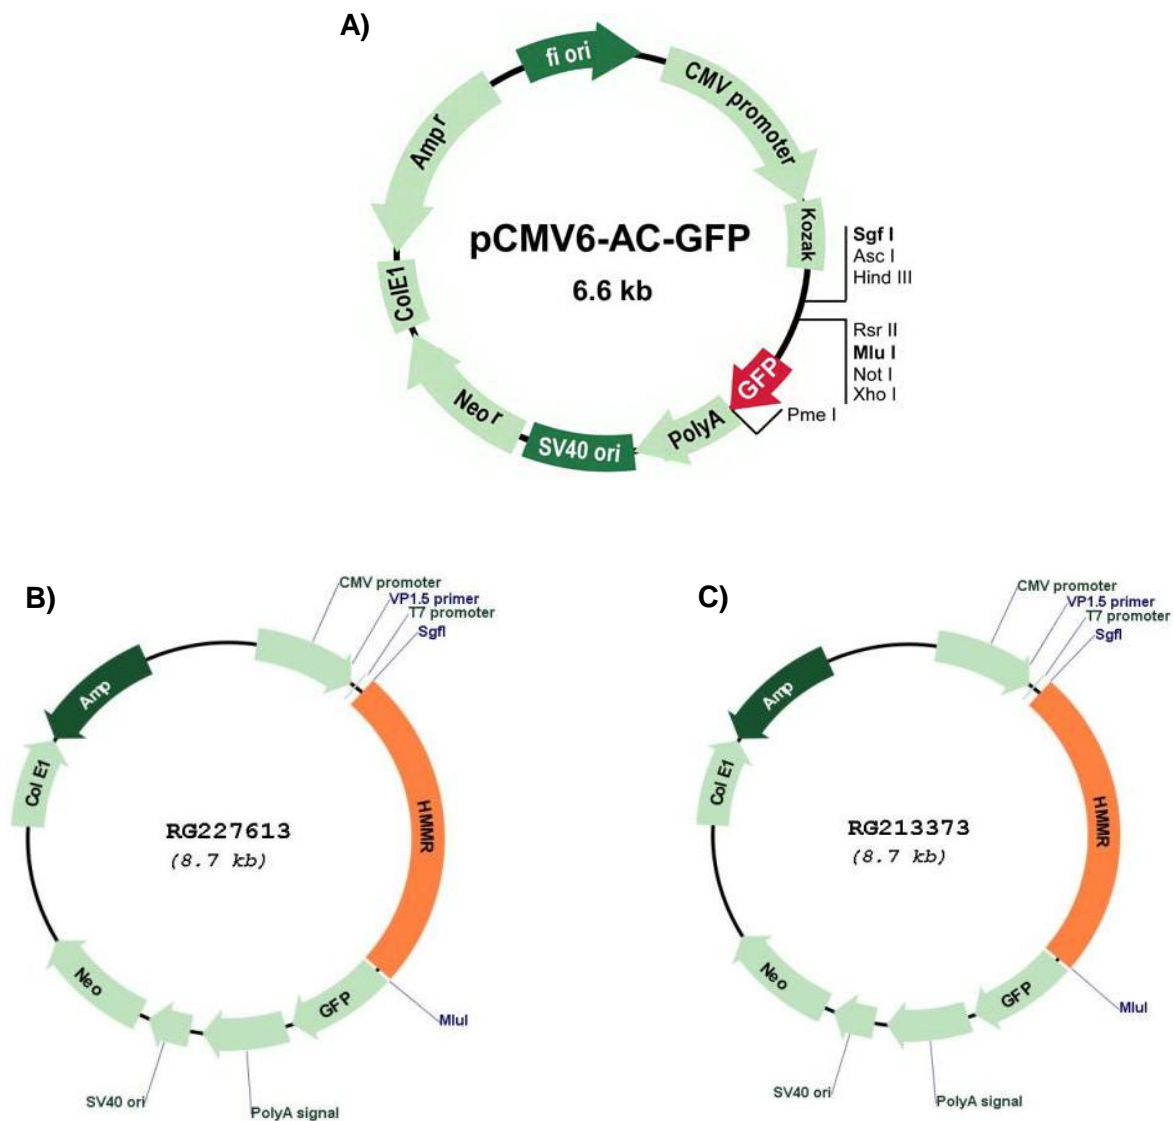 A)
fi ori
CMV promoter
Kozak
Sgf I
Asc I
Hind III
Rsr II
Mlu I
Not I
Xho I
GFP
Pme I
PolyA
SV40 ori
Neo r
ColE1
Amp r
pCMV6-AC-GFP
6.6 kb
B)
CMV promoter
VP1.5 primer
T7 promoter
SgfI
HMMR
MluI
GFP
PolyA signal
SV40 ori
Neo
Col E1
Amp
RG227613
(8.7 kb)
C)
CMV promoter
VP1.5 primer
T7 promoter
SgfI
HMMR
MluI
GFP
PolyA signal
SV40 ori
Neo
Col E1
Amp
RG213373
(8.7 kb)